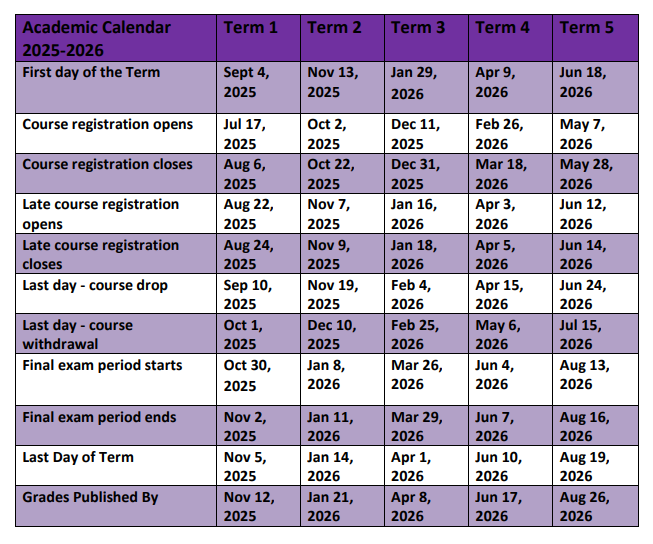 Academic Calendar 2025-2026 Term 1 Term 2 Term 3 Term 4 Term 5
First day of the Term Sept 4, 2025 Nov 13, 2025 Jan 29, 2026 Apr 9, 2026 Jun 18, 2026
Course registration opens Jul 17, 2025 Oct 2, 2025 Dec 11, 2025 Feb 26, 2026 May 7, 2026
Course registration closes Aug 6, 2025 Oct 22, 2025 Dec 31, 2025 Mar 18, 2026 May 28, 2026
Late course registration opens Aug 22, 2025 Nov 7, 2025 Jan 16, 2026 Apr 3, 2026 Jun 12, 2026
Late course registration closes Aug 24, 2025 Nov 9, 2025 Jan 18, 2026 Apr 5, 2026 Jun 14, 2026
Last day - course drop Sep 10, 2025 Nov 19, 2025 Feb 4, 2026 Apr 15, 2026 Jun 24, 2026
Last day - course withdrawal Oct 1, 2025 Dec 10, 2025 Feb 25, 2026 May 6, 2026 Jul 15, 2026
Final exam period starts Oct 30, 2025 Jan 8, 2026 Mar 26, 2026 Jun 4, 2026 Aug 13, 2026
Final exam period ends Nov 2, 2025 Jan 11, 2026 Mar 29, 2026 Jun 7, 2026 Aug 16, 2026
Last Day of Term Nov 5, 2025 Jan 14, 2026 Apr 1, 2026 Jun 10, 2026 Aug 19, 2026
Grades Published By Nov 12, 2025 Jan 21, 2026 Apr 8, 2026 Jun 17, 2026 Aug 26, 2026